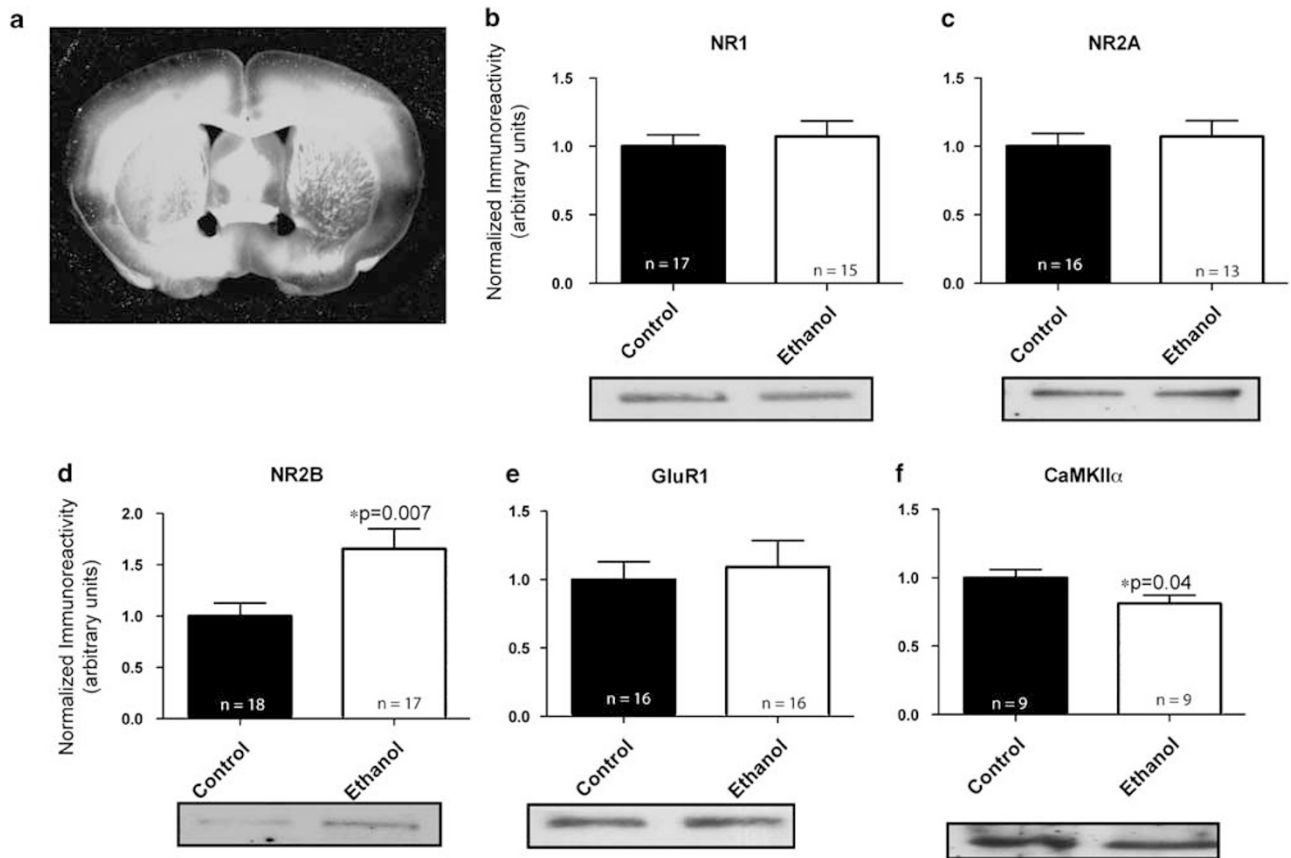 a
b
NR1
Normalized Immunoreactivity
(arbitrary units)
1.5
1.0
0.5
0.0
n = 17
n = 15
Control
Ethanol
c
NR2A
1.5
1.0
0.5
0.0
n = 16
n = 13
Control
Ethanol
d
NR2B
Normalized Immunoreactivity
(arbitrary units)
2.0
1.5
1.0
0.5
0.0
*p=0.007
n = 18
n = 17
Control
Ethanol
e
GluR1
1.5
1.0
0.5
0.0
n = 16
n = 16
Control
Ethanol
f
CaMKIIα
1.5
1.0
0.5
0.0
*p=0.04
n = 9
n = 9
Control
Ethanol